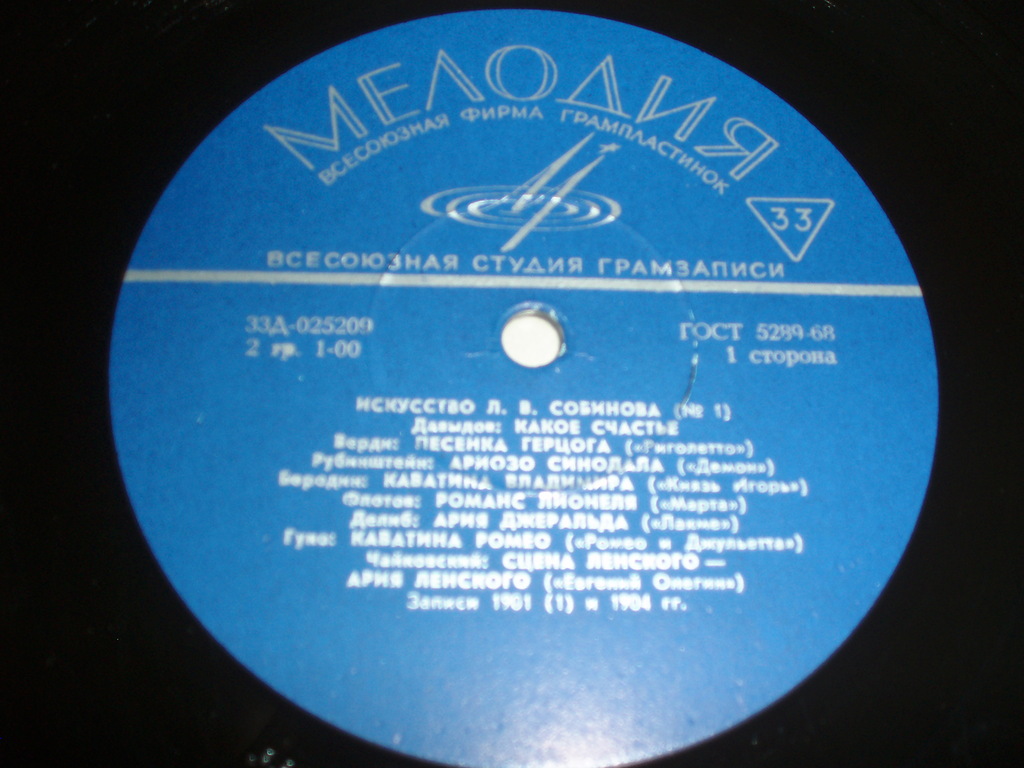 МЕЛОДИЯ
ВСЕСОЮЗНАЯ ФИРМА ГРАМПЛАСТИНОК
33
ВСЕСОЮЗНАЯ СТУДИЯ ГРАМЗАПИСИ
33Д-025209 ГОСТ 5289-68
2 гр. 1-00 1 сторона
ИСКУССТВО Л. В. СОБИНОВА (№ 1)
Давыдов: КАКОЕ СЧАСТЬЕ
Верди: ПЕСЕНКА ГЕРЦОГА («Риголетто»)
Рубинштейн: АРИОЗО СИНОДАЛА («Демон»)
Бородин: КАВАТИНА ВЛАДИМИРА («Князь Игорь»)
Флотов: РОМАНС ЛИОНЕЛЯ («Марта»)
Делиб: АРИЯ ДЖЕРАЛЬДА («Лакме»)
Гуно: КАВАТИНА РОМЕО («Ромео и Джульетта»)
Чайковский: СЦЕНА ЛЕНСКОГО —
АРИЯ ЛЕНСКОГО («Евгений Онегин»)
Записи 1901 (1) и 1904 гг.